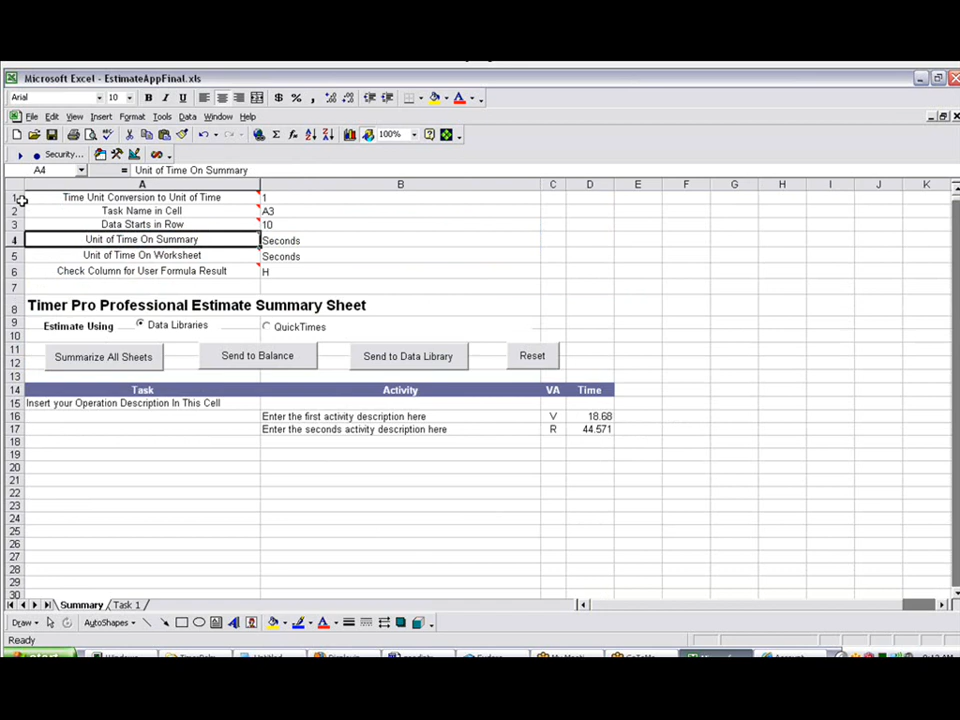 Microsoft Excel - EstimateAppFinal.xls
Arial 10 B I U $ % ,
File Edit View Insert Format Tools Data Window Help
100%
Security...
A4 = Unit of Time On Summary
A B C D E F G H I J K
1 Time Unit Conversion to Unit of Time 1
2 Task Name in Cell A3
3 Data Starts in Row 10
4 Unit of Time On Summary Seconds
5 Unit of Time On Worksheet Seconds
6 Check Column for User Formula Result H
7
8 Timer Pro Professional Estimate Summary Sheet
9 Estimate Using Data Libraries QuickTimes
10
11 Summarize All Sheets Send to Balance Send to Data Library Reset
12
13
14 Task Activity VA Time
15 Insert your Operation Description In This Cell
16 Enter the first activity description here V 18.68
17 Enter the seconds activity description here R 44.571
18
19
20
21
22
23
24
25
26
27
28
29
30
Summary Task 1
Draw AutoShapes
Ready